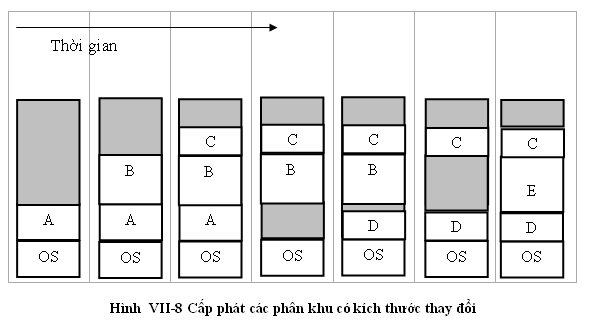 Thời gian
C C C C C
B B B B E
A A A D D D
OS OS OS OS OS OS OS
Hình VII-8 Cấp phát các phân khu có kích thước thay đổi